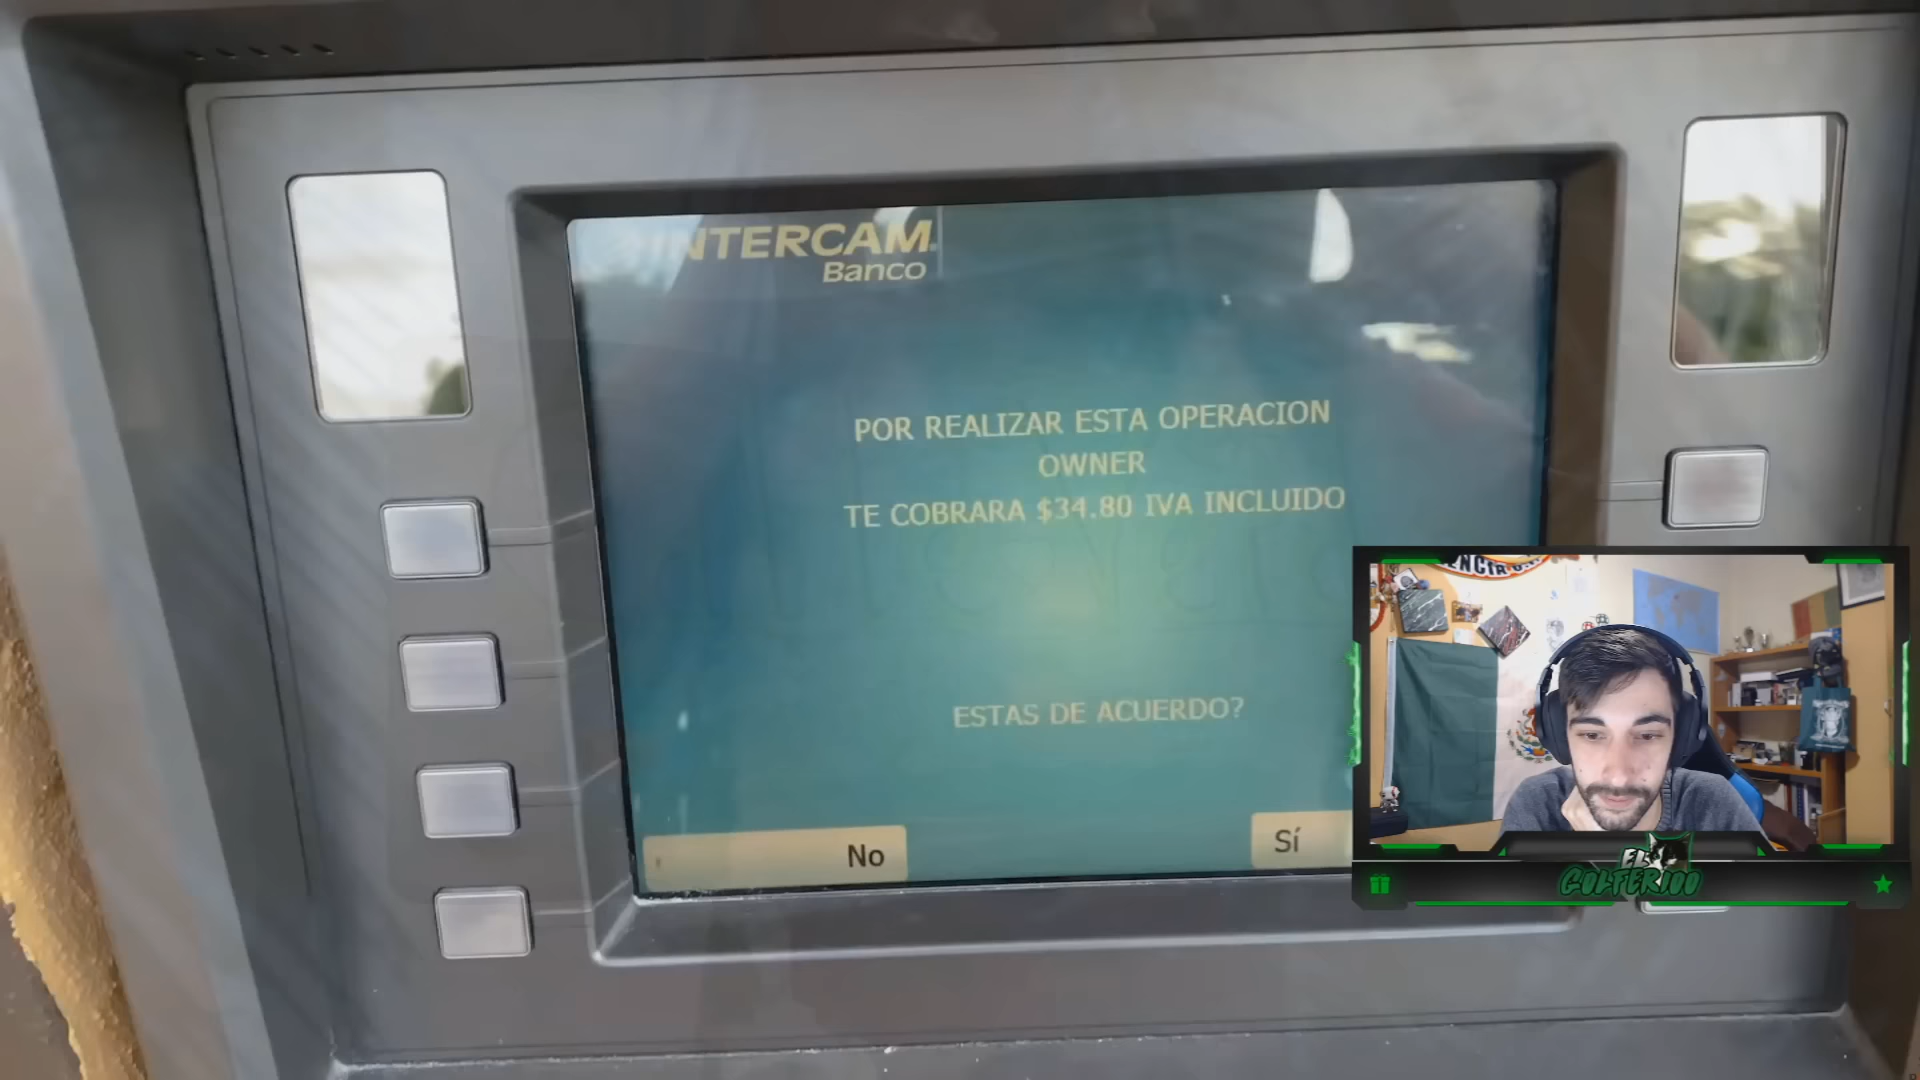 INTERCAM
Banco
POR REALIZAR ESTA OPERACION
OWNER
TE COBRARA $34.80 IVA INCLUIDO
ESTAS DE ACUERDO?
No
Sí
EL
GOLFER100